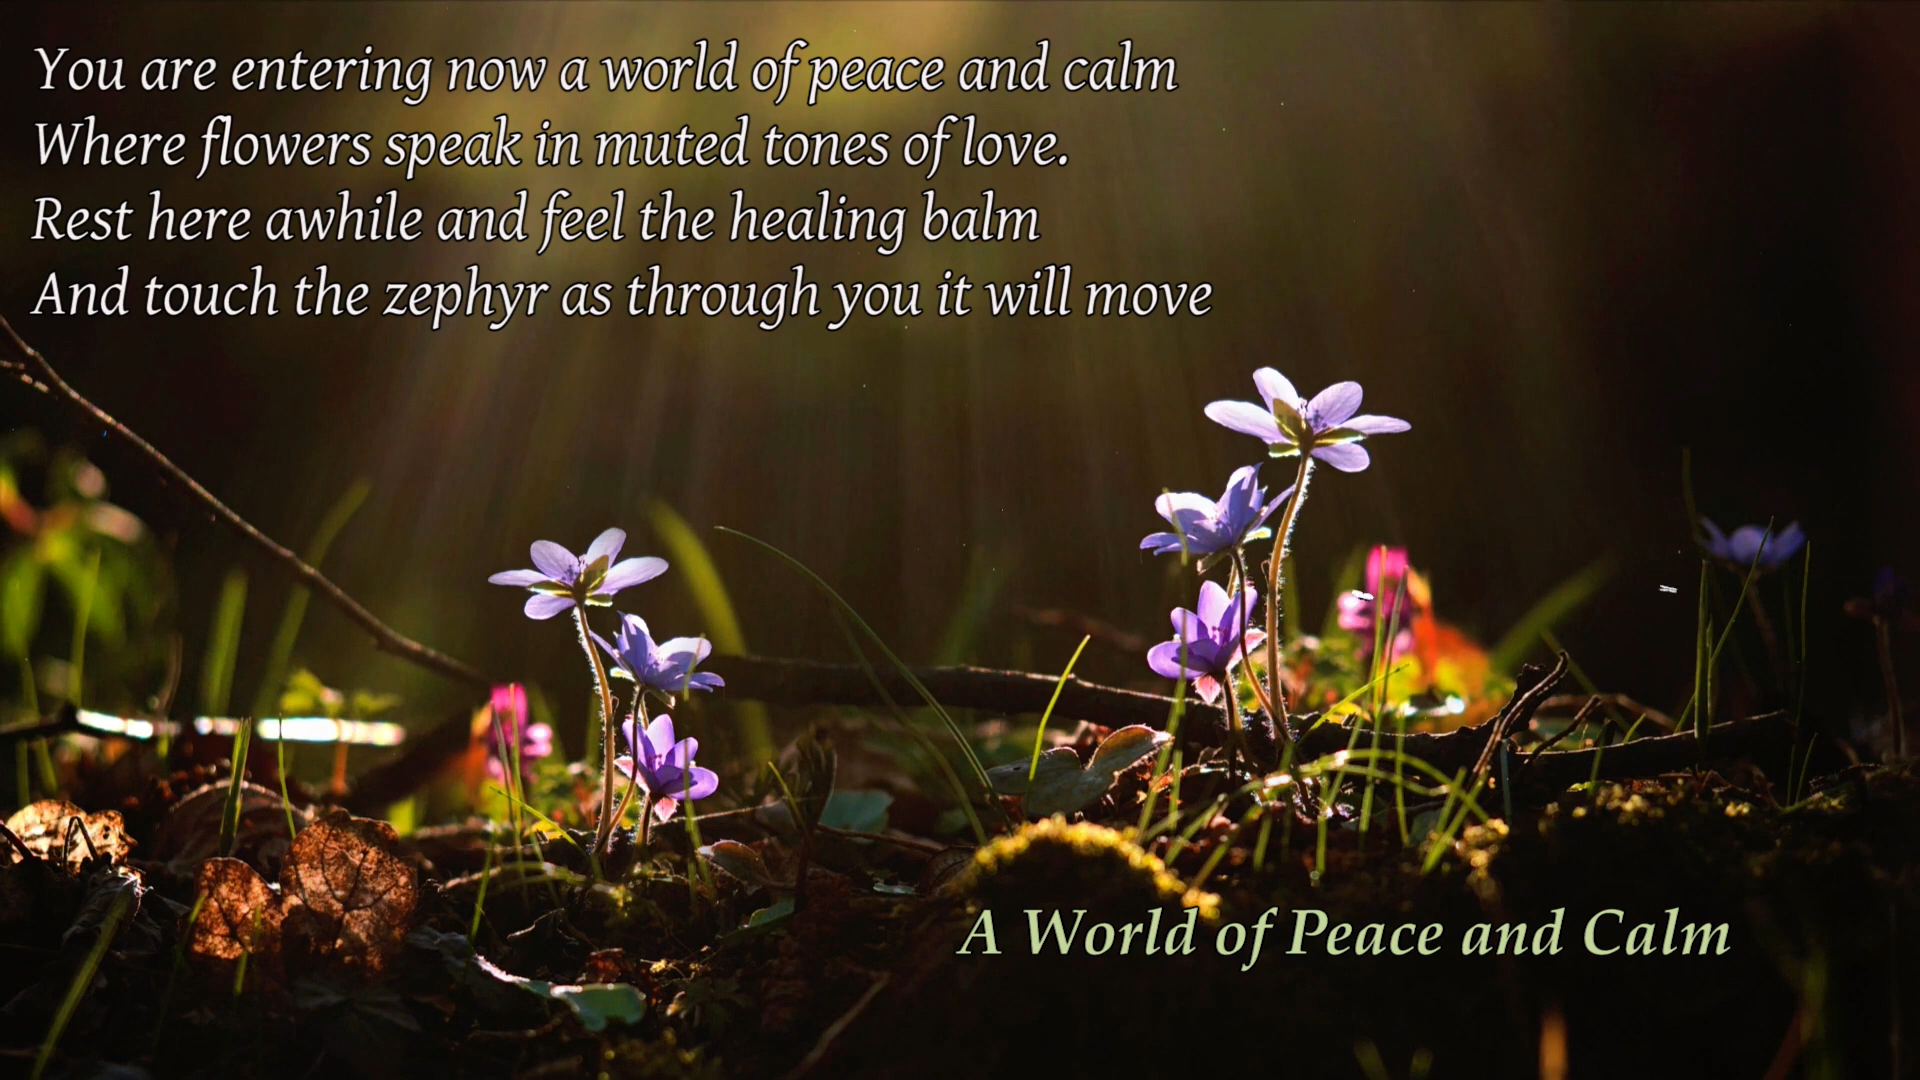 You are entering now a world of peace and calm
Where flowers speak in muted tones of love.
Rest here awhile and feel the healing balm
And touch the zephyr as through you it will move
A World of Peace and Calm